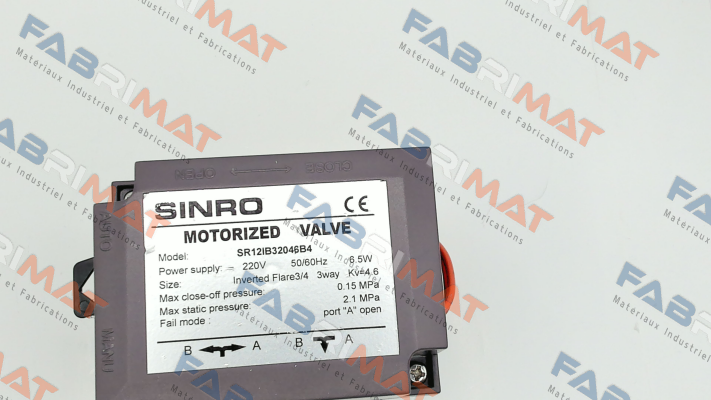 FABRIMAT
Matériaux Industriel et Fabrications
OPEN
SINRO
CE
MOTORIZED VALVE
Model: SR12IB32046B4
Power supply: 220V 50/60Hz 6.5W
Size: Inverted Flare3/4 3way Kv=4.6
Max close-off pressure: 0.15 MPa
Max static pressure: 2.1 MPa
Fail mode : port "A" open
B A B A